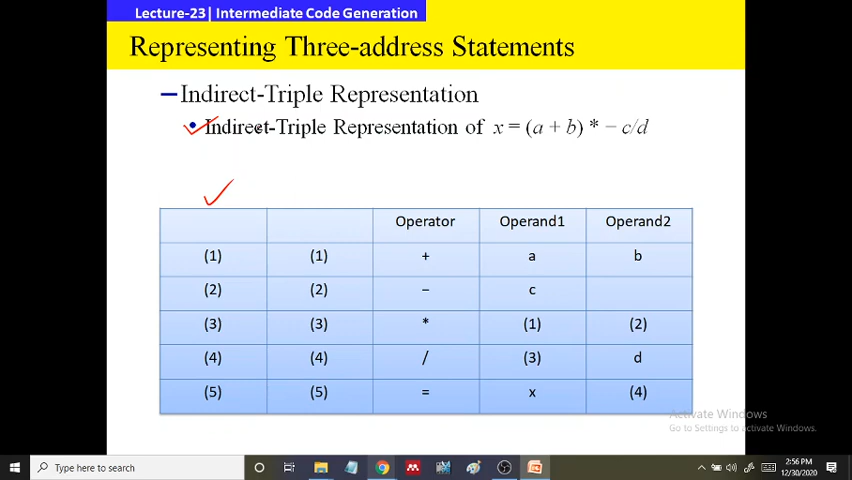 Lecture-23| Intermediate Code Generation
Representing Three-address Statements
– Indirect-Triple Representation
• Indirect-Triple Representation of x = (a + b) * − c/d
Operator Operand1 Operand2
(1) (1) + a b
(2) (2) − c
(3) (3) * (1) (2)
(4) (4) / (3) d
(5) (5) = x (4)
Activate Windows
Go to Settings to Activate Windows.
Type here to search
2:56 PM
12/30/2020